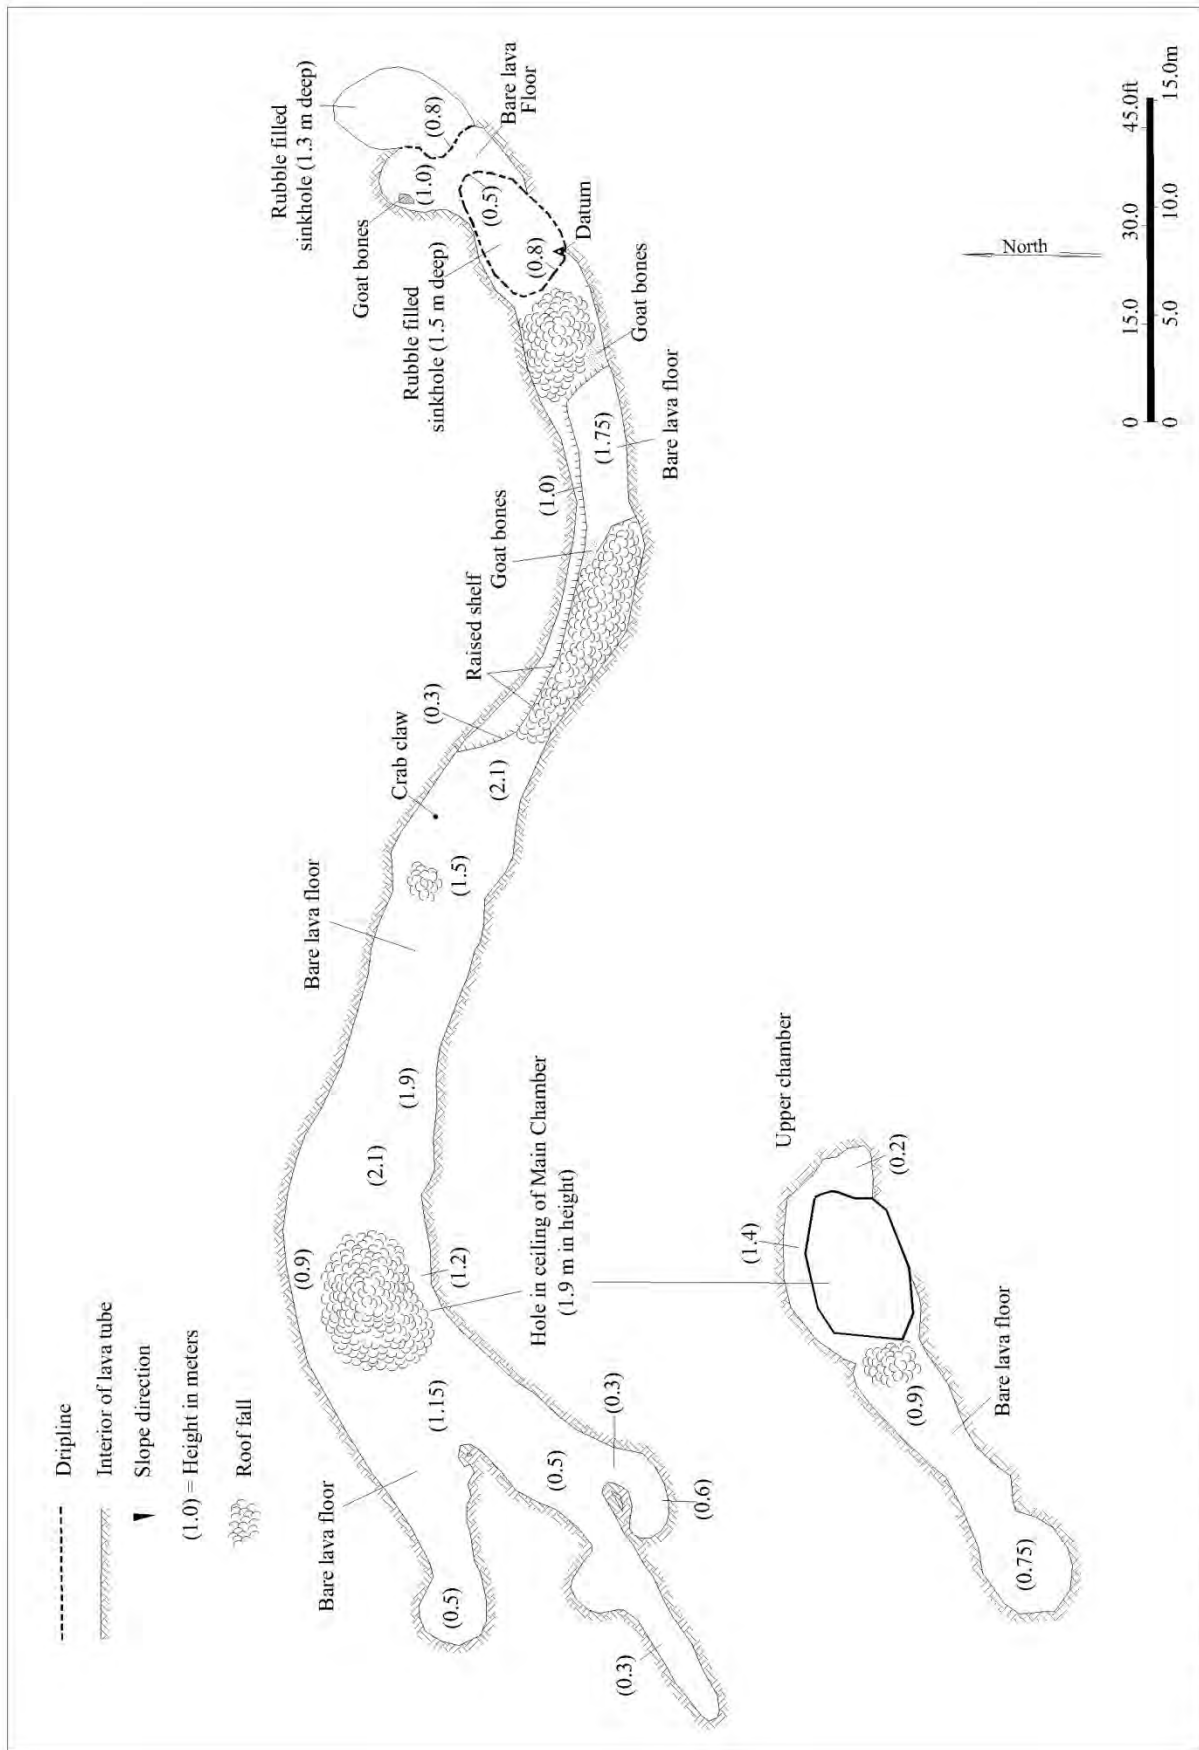 Dripline
Interior of lava tube
Slope direction
(1.0) = Height in meters
Roof fall
Bare lava floor
(0.5)
(0.3)
(1.15)
(0.5)
(0.3)
(0.6)
(0.9)
(1.2)
Hole in ceiling of Main Chamber
(1.9 m in height)
(2.1)
(1.9)
Bare lava floor
(1.5)
Crab claw
(2.1)
(0.3)
Raised shelf
Goat bones
(1.0)
(1.75)
Bare lava floor
Goat bones
Rubble filled
sinkhole (1.5 m deep)
(0.8)
(0.5)
Datum
Goat bones
(1.0)
Rubble filled
sinkhole (1.3 m deep)
(0.8)
Bare lava
Floor
Upper chamber
(1.4)
(0.2)
(0.9)
Bare lava floor
(0.75)
North
0 15.0 30.0 45.0ft
0 5.0 10.0 15.0m